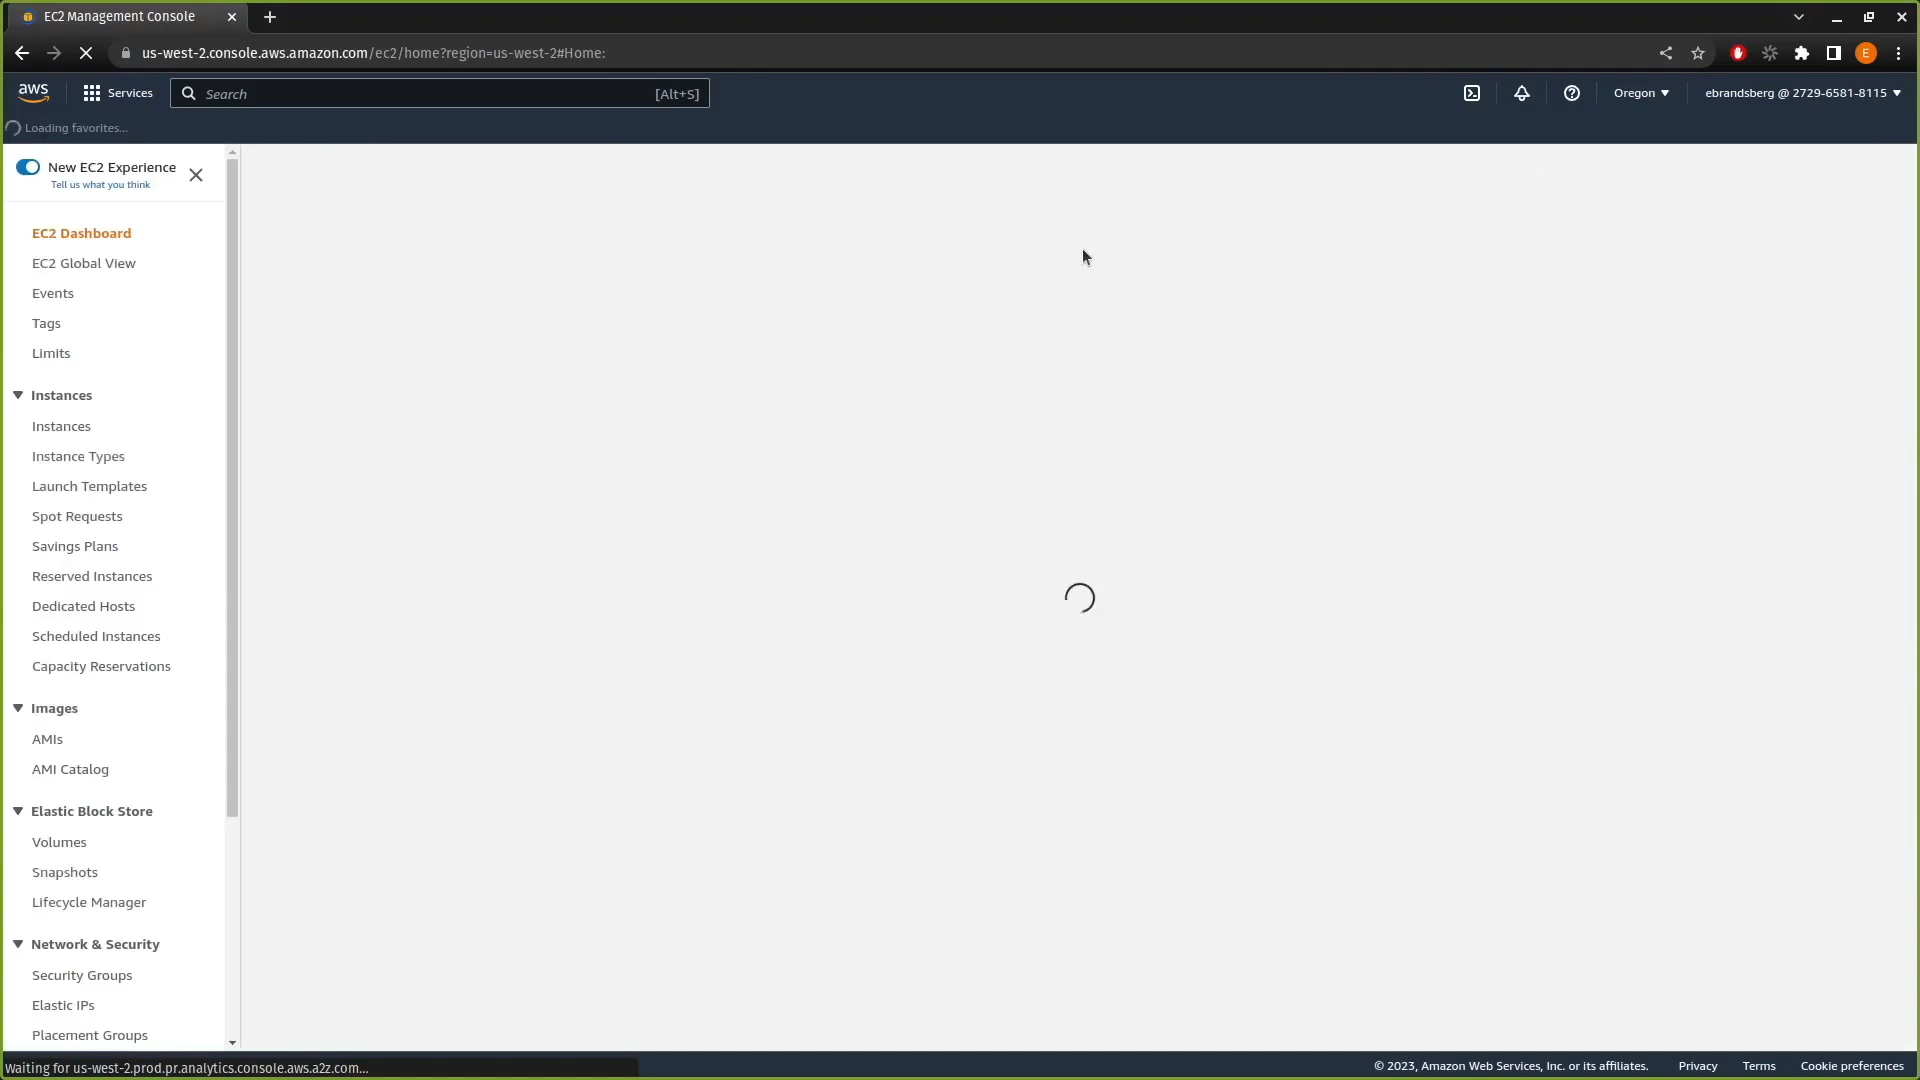 EC2 Management Console
us-west-2.console.aws.amazon.com/ec2/home?region=us-west-2#Home:
E
aws
Services
Search
[Alt+S]
Oregon
ebrandsberg @ 2729-6581-8115
Loading favorites...
New EC2 Experience
Tell us what you think
EC2 Dashboard
EC2 Global View
Events
Tags
Limits
Instances
Instances
Instance Types
Launch Templates
Spot Requests
Savings Plans
Reserved Instances
Dedicated Hosts
Scheduled Instances
Capacity Reservations
Images
AMIs
AMI Catalog
Elastic Block Store
Volumes
Snapshots
Lifecycle Manager
Network & Security
Security Groups
Elastic IPs
Placement Groups
Waiting for us-west-2.prod.pr.analytics.console.aws.a2z.com...
© 2023, Amazon Web Services, Inc. or its affiliates.
Privacy
Terms
Cookie preferences